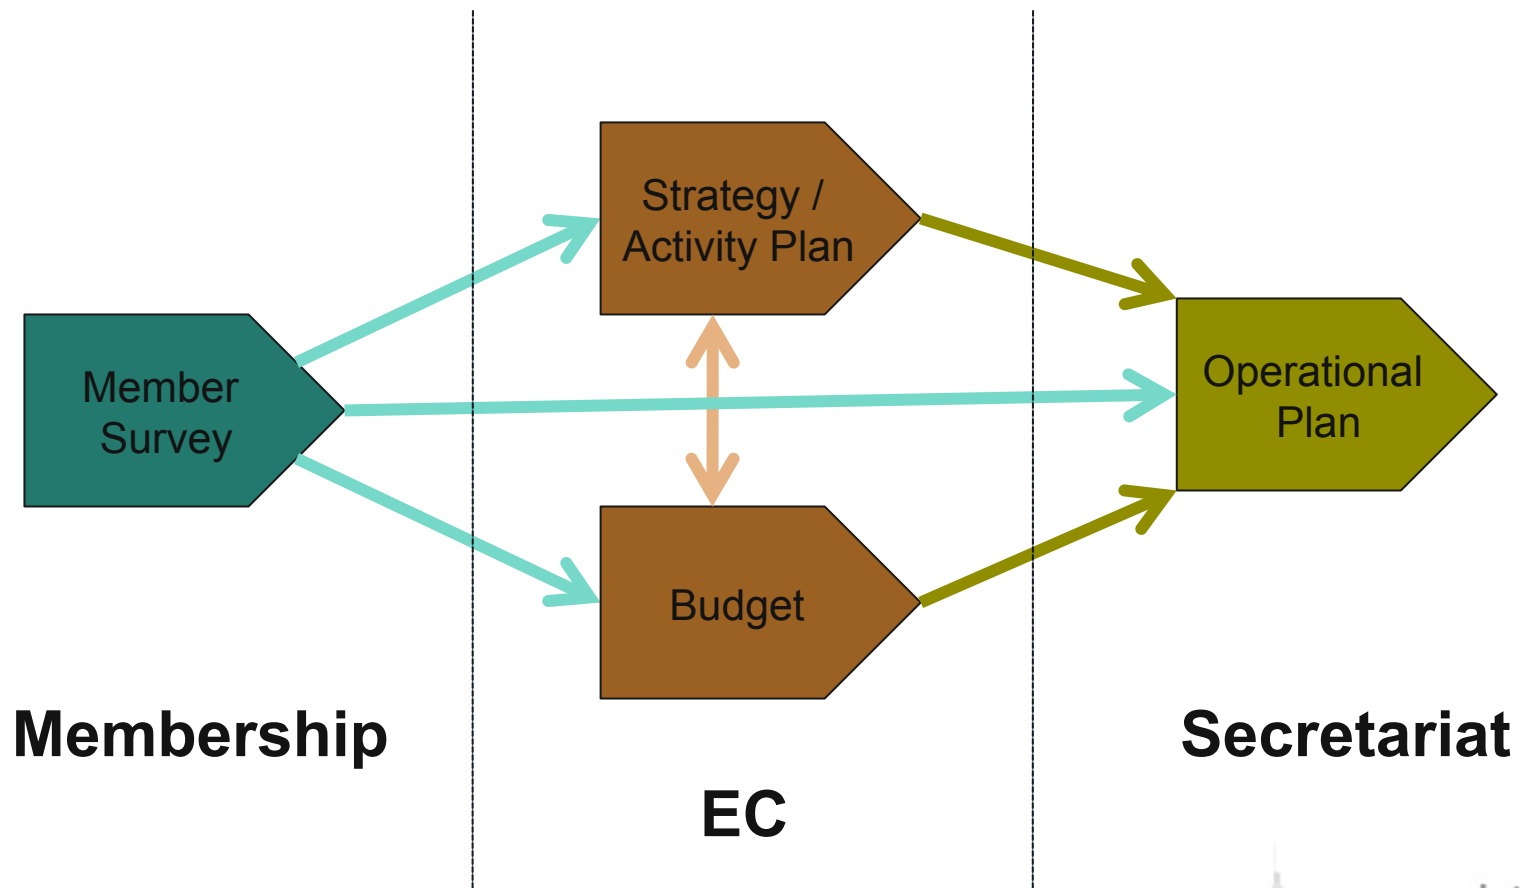 Strategy /
Activity Plan
Member
Survey
Operational
Plan
Budget
Membership
EC
Secretariat